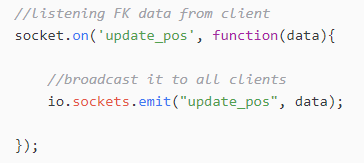 //listening FK data from client
socket.on('update_pos', function(data){
//broadcast it to all clients
io.sockets.emit("update_pos", data);
});